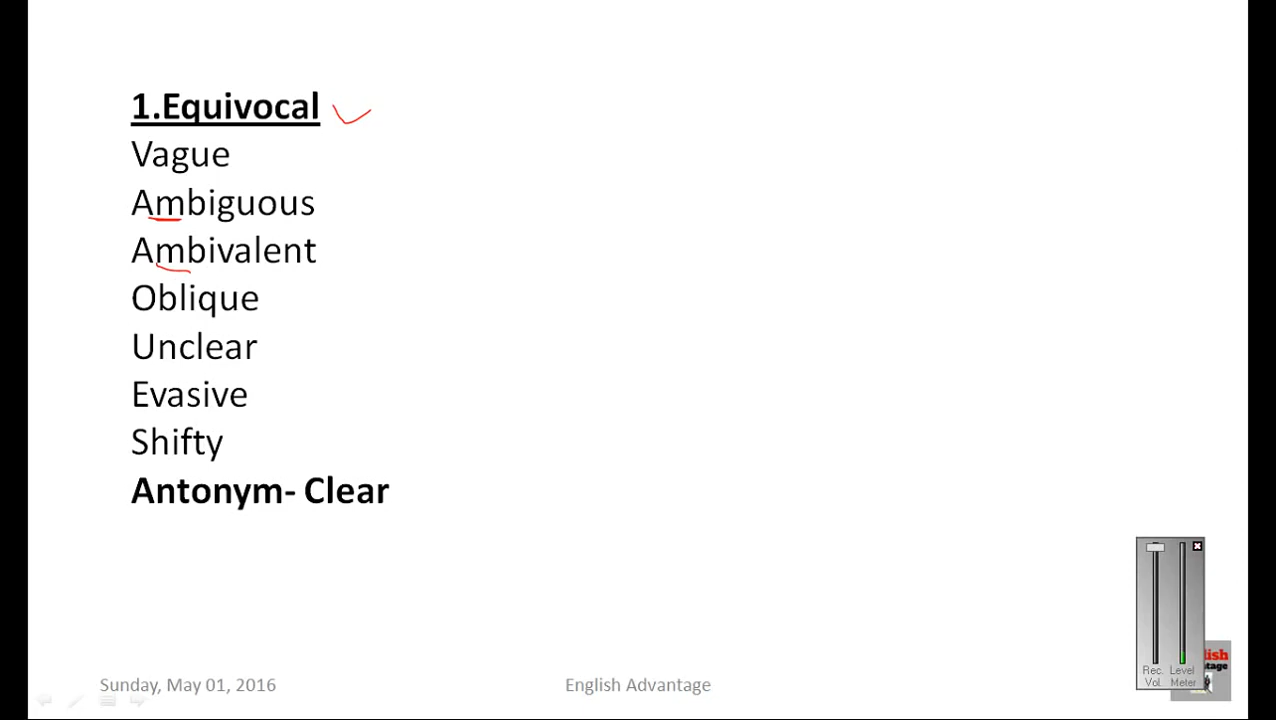 1.Equivocal
Vague
Ambiguous
Ambivalent
Oblique
Unclear
Evasive
Shifty
Antonym- Clear
Rec. Level
Vol. Meter
Sunday, May 01, 2016
English Advantage